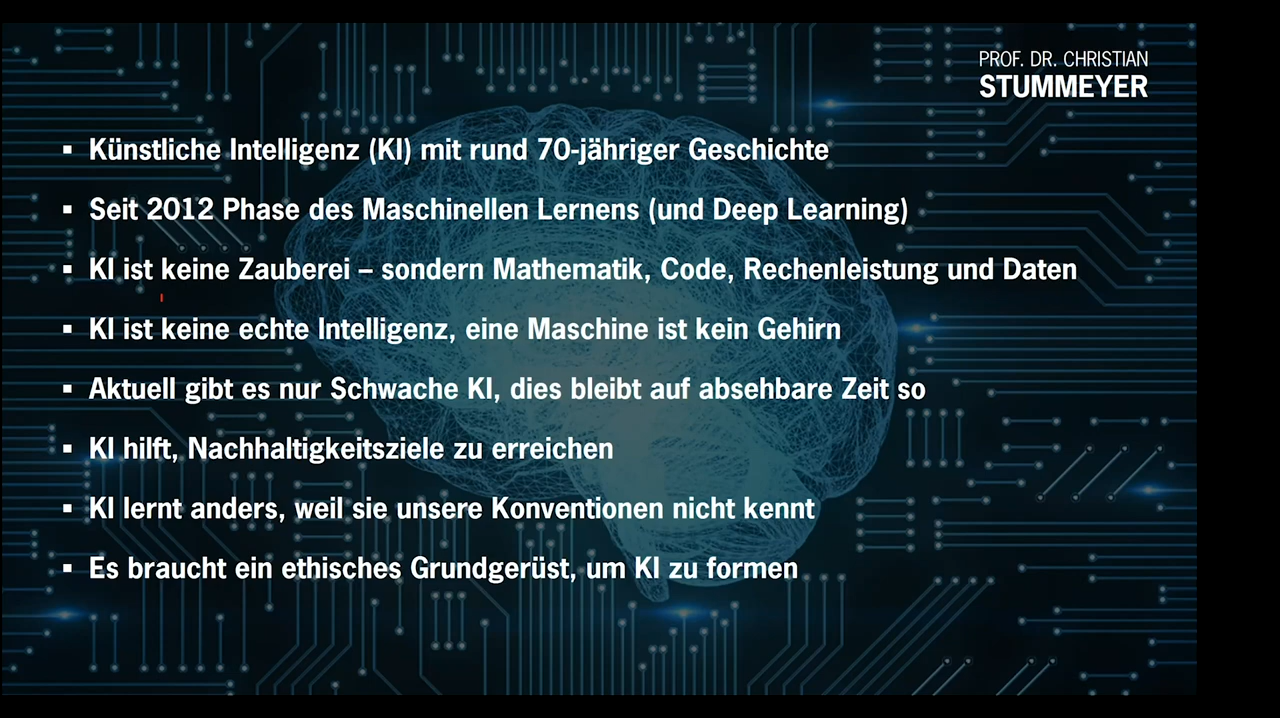 PROF. DR. CHRISTIAN
STUMMEYER
▪ Künstliche Intelligenz (KI) mit rund 70-jähriger Geschichte
▪ Seit 2012 Phase des Maschinellen Lernens (und Deep Learning)
▪ KI ist keine Zauberei – sondern Mathematik, Code, Rechenleistung und Daten
▪ KI ist keine echte Intelligenz, eine Maschine ist kein Gehirn
▪ Aktuell gibt es nur Schwache KI, dies bleibt auf absehbare Zeit so
▪ KI hilft, Nachhaltigkeitsziele zu erreichen
▪ KI lernt anders, weil sie unsere Konventionen nicht kennt
▪ Es braucht ein ethisches Grundgerüst, um KI zu formen